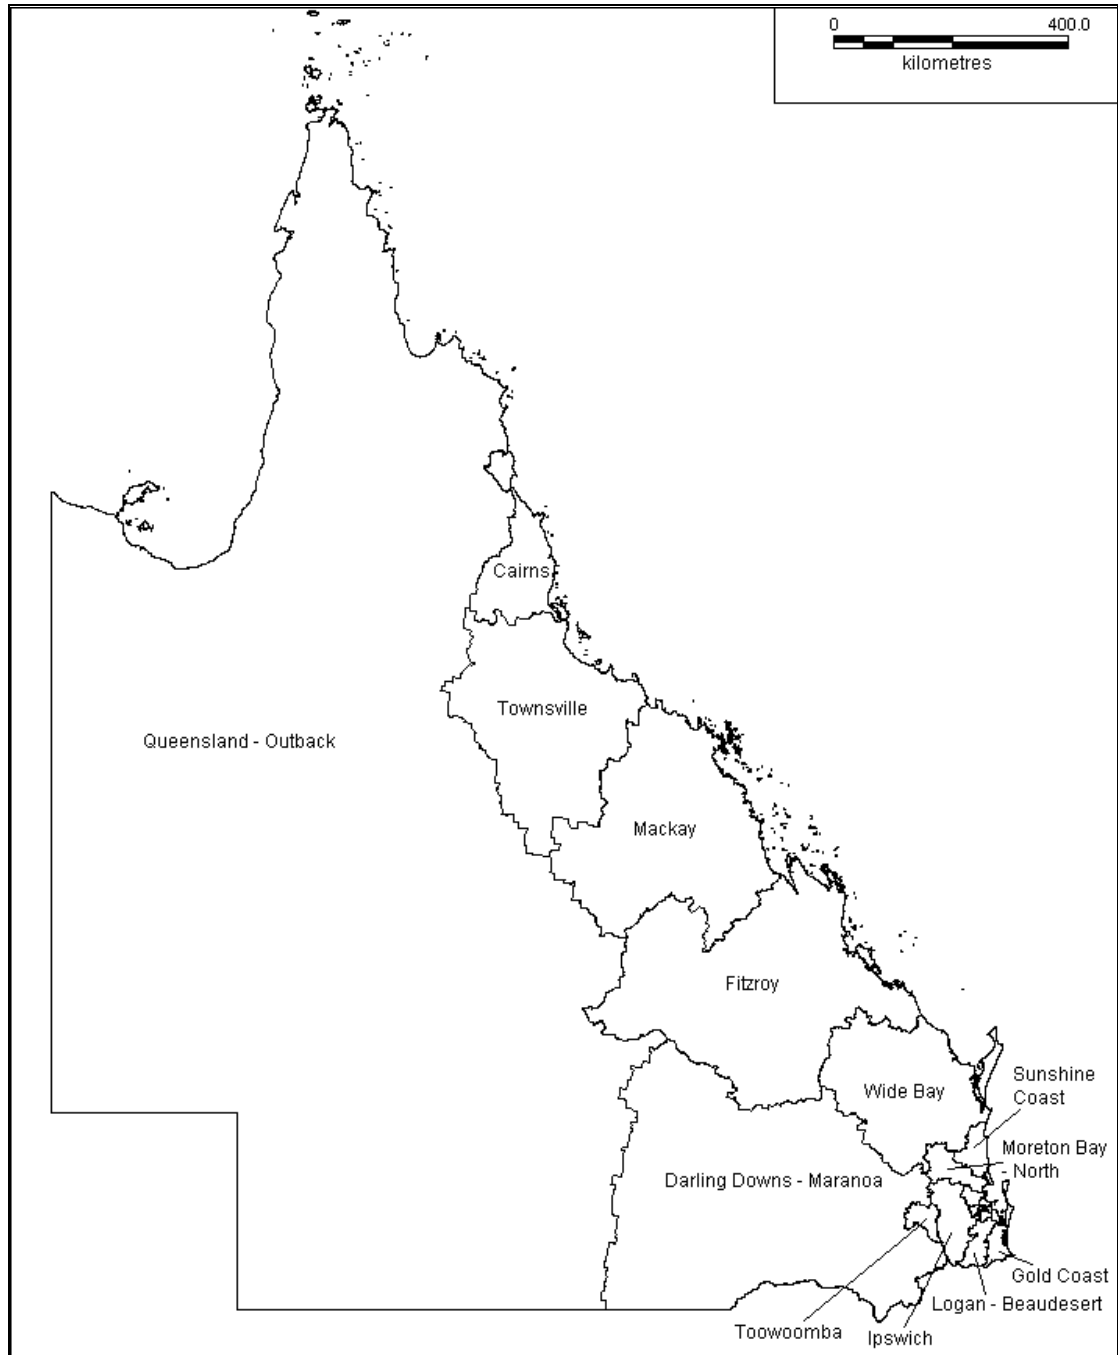 0 400.0
kilometres
Cairns
Townsville
Queensland - Outback
Mackay
Fitzroy
Sunshine
Coast
Wide Bay
Moreton Bay
- North
Darling Downs - Maranoa
Gold Coast
Logan - Beaudesert
Toowoomba
Ipswich